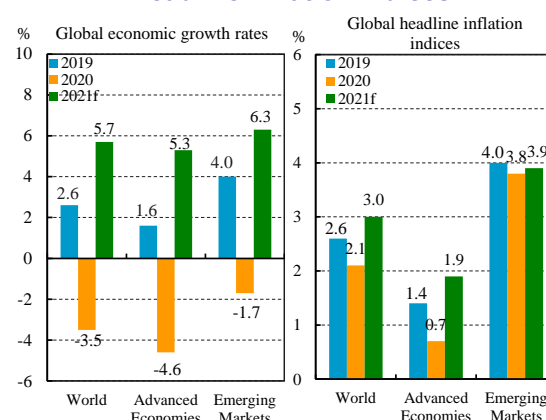 %
Global economic growth rates
2019
2020
2021f
10
8
6
4
2
0
-2
-4
-6
2.6
-3.5
5.7
1.6
-4.6
5.3
4.0
-1.7
6.3
World
Advanced
Economies
Emerging
Markets
%
Global headline inflation
indices
2019
2020
2021f
6
5
4
3
2
1
0
2.6
2.1
3.0
1.4
0.7
1.9
4.0
3.8
3.9
World
Advanced
Economies
Emerging
Markets